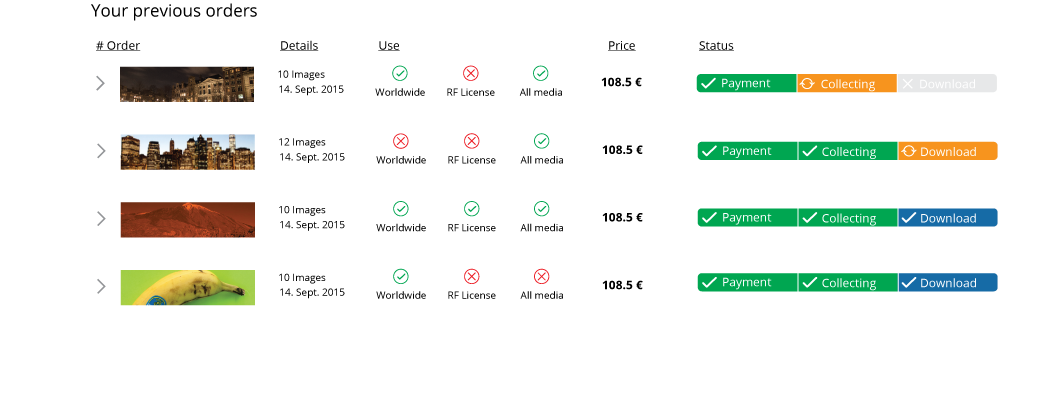 Your previous orders
# Order Details Use Price Status
10 Images
14. Sept. 2015
Worldwide RF License All media
108.5 €
Payment Collecting Download
12 Images
14. Sept. 2015
Worldwide RF License All media
108.5 €
Payment Collecting Download
10 Images
14. Sept. 2015
Worldwide RF License All media
108.5 €
Payment Collecting Download
10 Images
14. Sept. 2015
Worldwide RF License All media
108.5 €
Payment Collecting Download